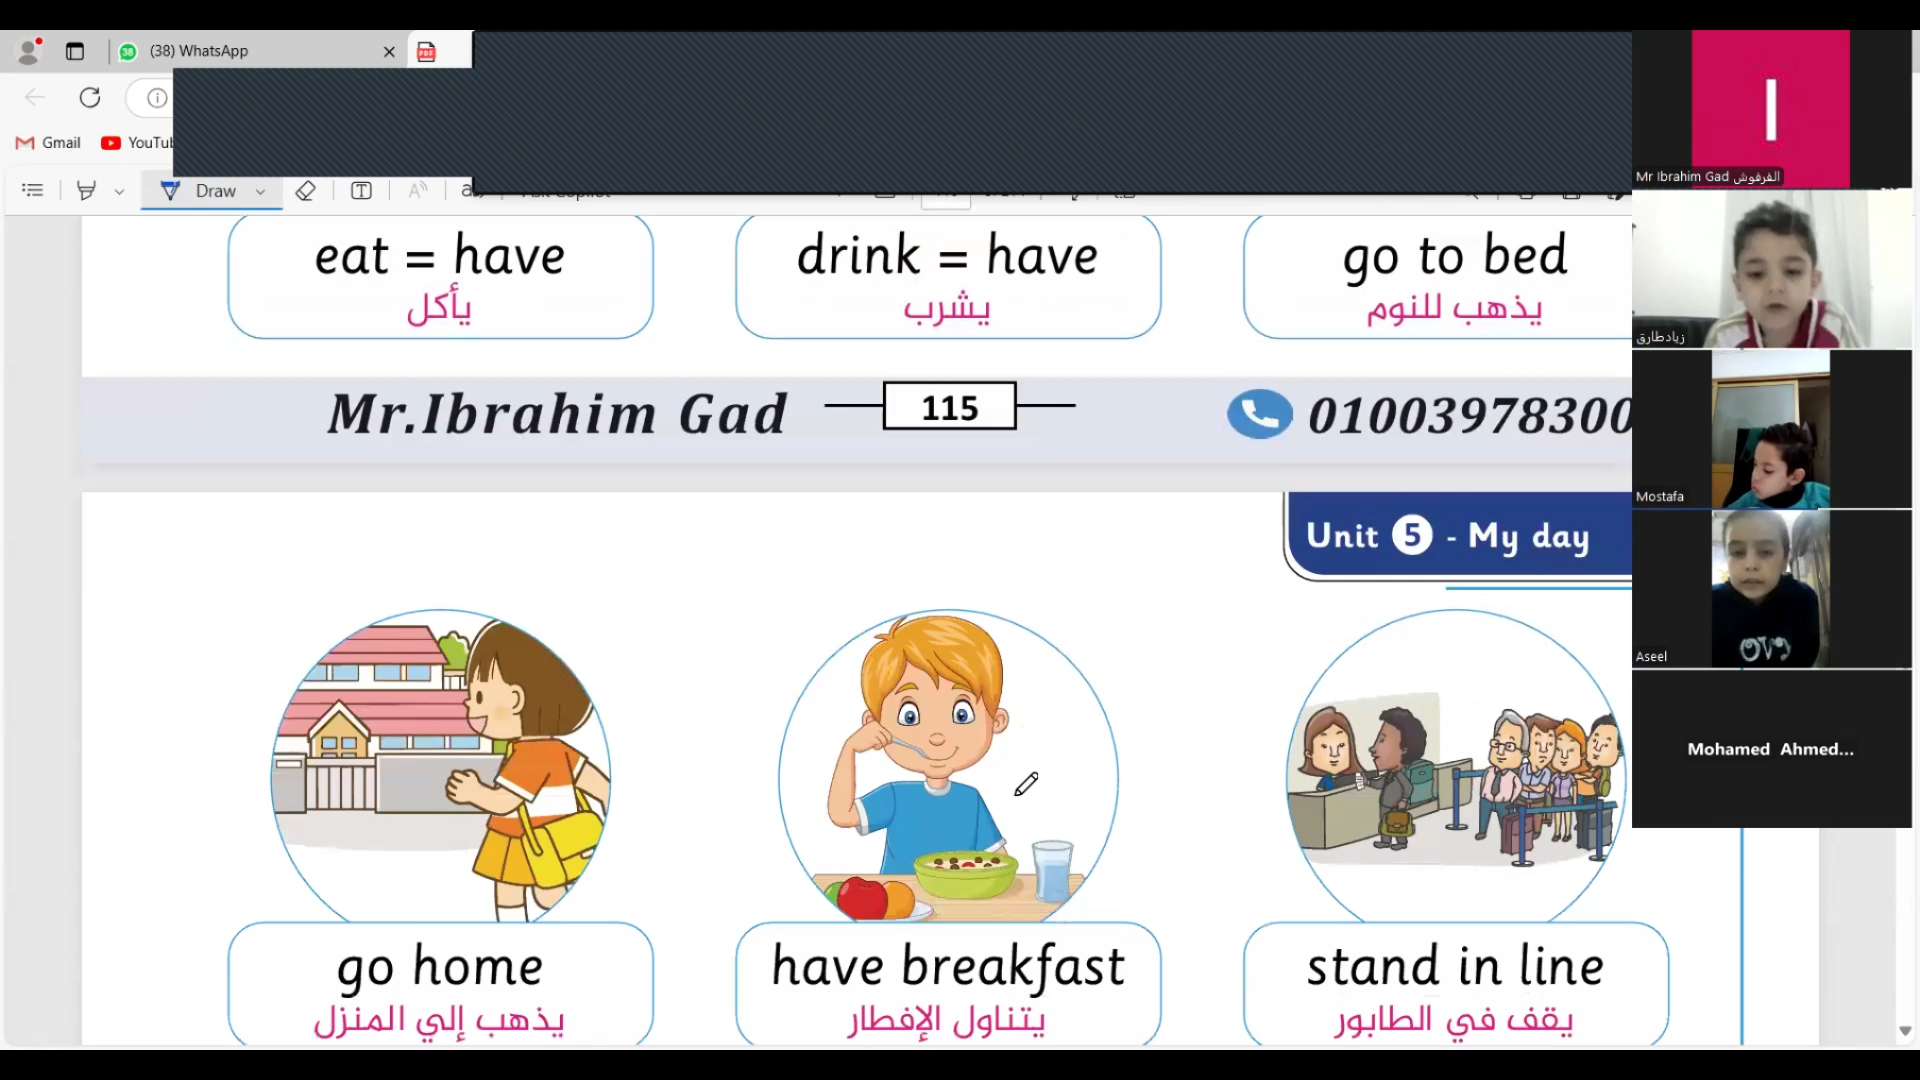 (38) WhatsApp
Gmail
Draw
eat = have
يأكل
drink = have
يشرب
go to bed
يذهب للنوم
Mr.Ibrahim Gad
115
01003978300
Unit 5 - My day
go home
يذهب إلي المنزل
have breakfast
يتناول الإفطار
stand in line
يقف في الطابور
I
Mr Ibrahim Gad الفرفوش
زيادطارق
Mostafa
Aseel
Mohamed Ahmed...